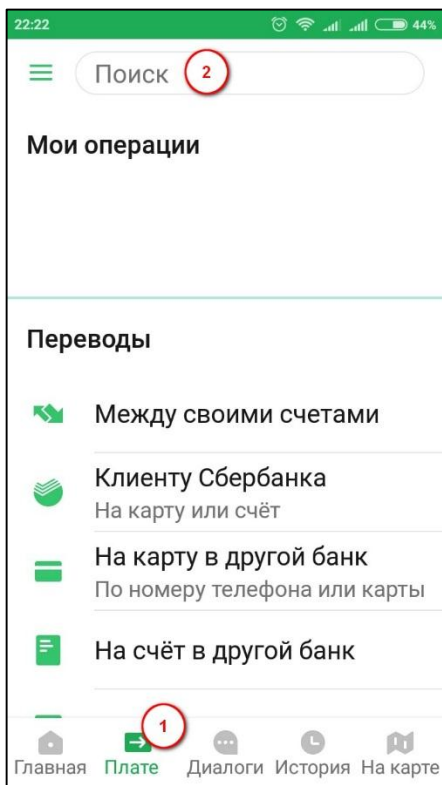 22:22
44%
Поиск
2
Мои операции
Переводы
Между своими счетами
Клиенту Сбербанка
На карту или счёт
На карту в другой банк
По номеру телефона или карты
На счёт в другой банк
1
Главная Плате Диалоги История На карте